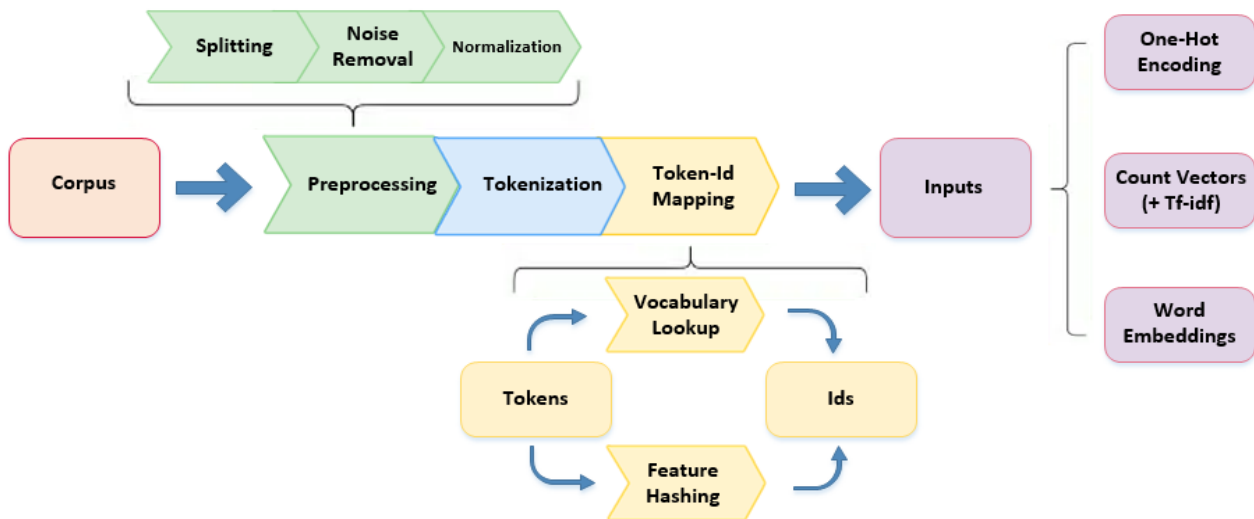 Splitting
Noise
Removal
Normalization
One-Hot
Encoding
Corpus
Preprocessing
Tokenization
Token-Id
Mapping
Inputs
Count Vectors
(+ Tf-idf)
Vocabulary
Lookup
Word
Embeddings
Tokens
Ids
Feature
Hashing